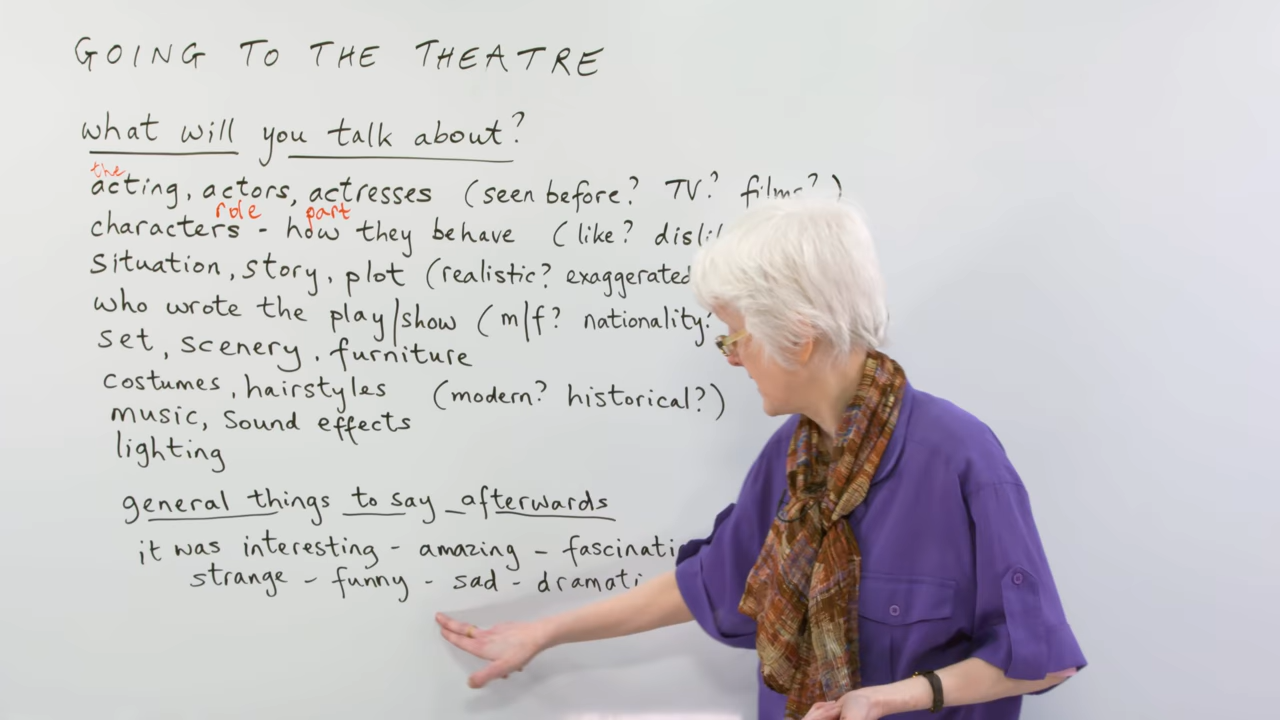 GOING TO THE THEATRE
what will you talk about?
the
acting, actors, actresses (seen before? TV? films?)
role part
characters - how they behave (like?
situation, story, plot (realistic? exaggerated
who wrote the play/show (m/f? nationality?
set, scenery, furniture
costumes, hairstyles (modern? historical?)
music, sound effects
lighting
general things to say afterwards
it was interesting - amazing -
strange - funny - sad -